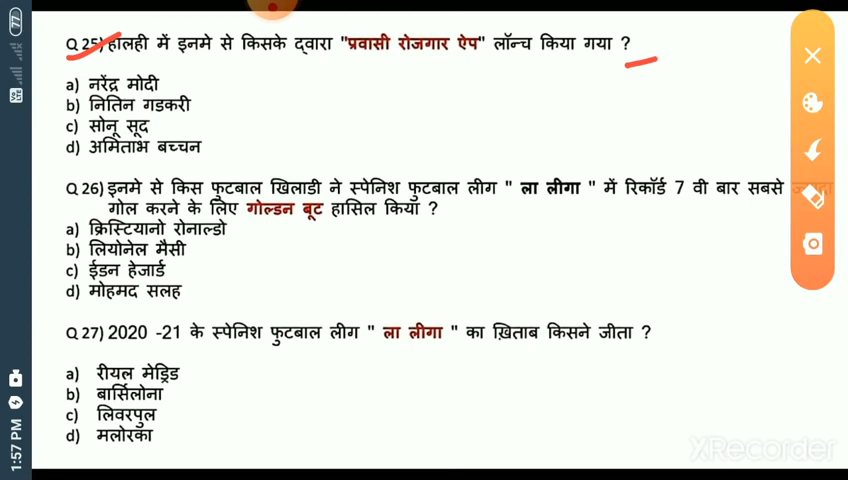 Q 25) हालही में इनमे से किसके द्वारा "प्रवासी रोजगार ऐप" लॉन्च किया गया ?
a) नरेंद्र मोदी
b) नितिन गडकरी
c) सोनू सूद
d) अमिताभ बच्चन
Q 26) इनमे से किस फुटबाल खिलाडी ने स्पेनिश फुटबाल लीग " ला लीगा " में रिकॉर्ड 7 वी बार सबसे ज्यादा
गोल करने के लिए गोल्डन बूट हासिल किया ?
a) क्रिस्टियानो रोनाल्डो
b) लियोनेल मैसी
c) ईडन हेजार्ड
d) मोहमद सलह
Q 27) 2020 -21 के स्पेनिश फुटबाल लीग " ला लीगा " का ख़िताब किसने जीता ?
a) रीयल मेड्रिड
b) बार्सिलोना
c) लिवरपुल
d) मलोरका
XRecorder
1:57 PM
77